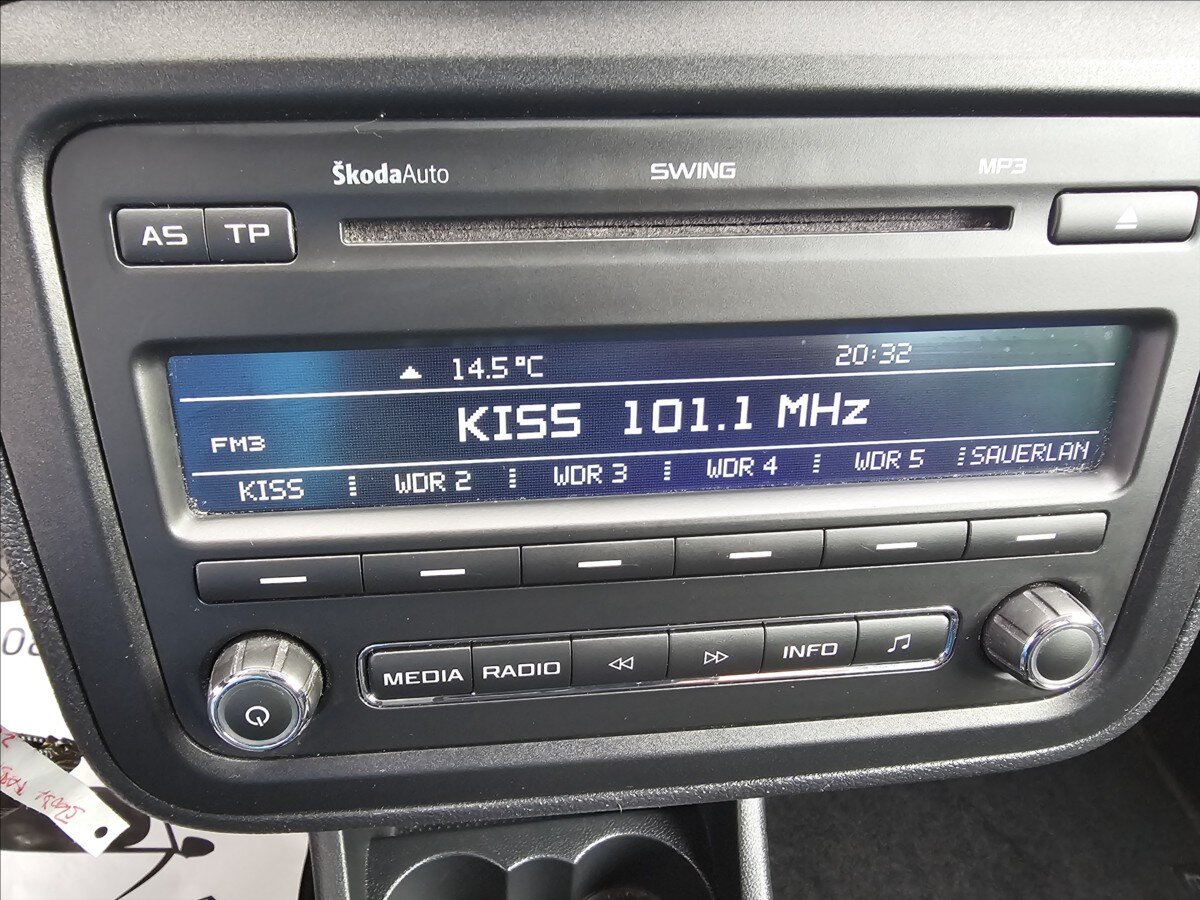 ŠkodaAuto SWING MP3
AS TP
14.5°C 20:32
KISS 101.1 MHz
FM3
KISS WDR 2 WDR 3 WDR 4 WDR 5 SAUERLAN
MEDIA RADIO INFO